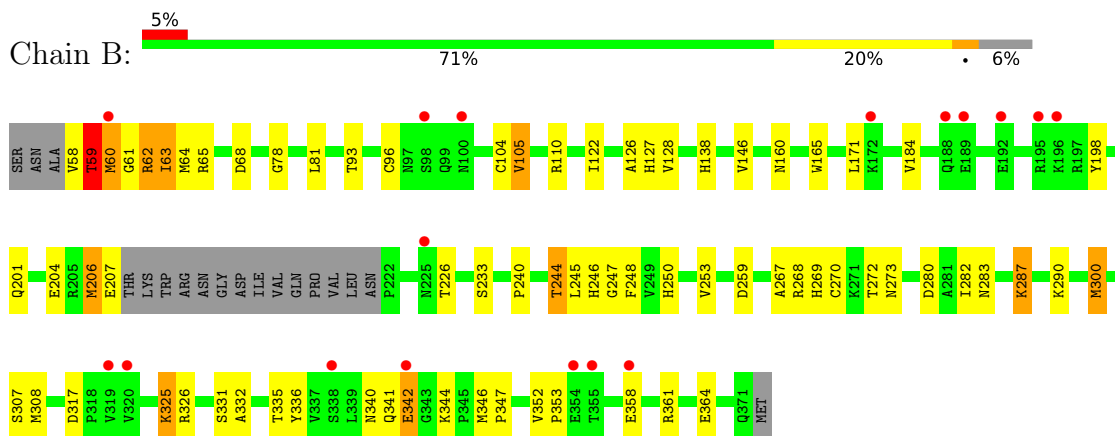 5%
Chain B:
71% 20% • 6%
SER ASN ALA V58 T59 M60 G61 R62 I63 M64 R65 D68 G78 L81 T93 C96 N97 S98 Q99 N100 C104 V105 R110 I122 A126 H127 V128 H138 V146 N160 W165 L171 K172 V184 Q188 E189 E192 R195 K196 R197 Y198
Q201 E204 R205 M206 E207 THR LYS TRP ARG ASN GLY ASP ILE VAL GLN PRO VAL LEU ASN P222 N225 T226 S233 P240 T244 L245 H246 G247 F248 V249 H250 V253 D259 A267 R268 H269 C270 K271 T272 N273 D280 A281 I282 N283 K287 K290 M300
S307 M308 D317 P318 V319 V320 K325 R326 S331 A332 T335 Y336 V337 S338 L339 N340 Q341 E342 G343 K344 P345 M346 P347 V352 P353 E354 T355 E358 R361 E364 Q371 MET